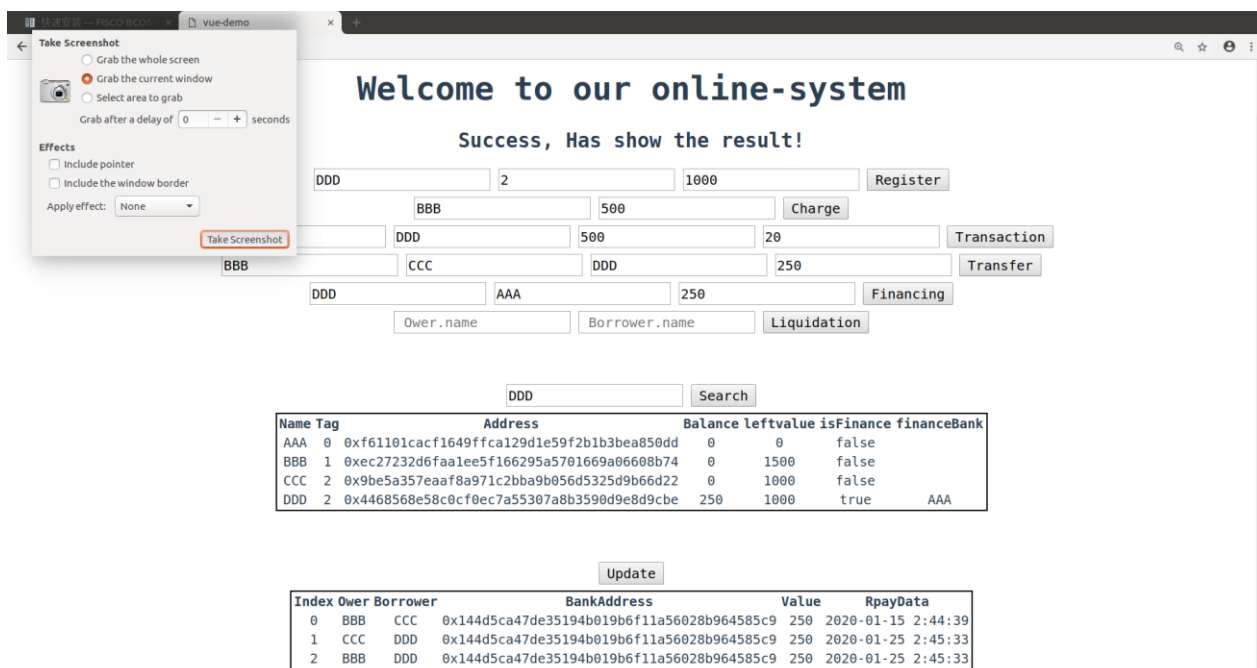 快速安装 — FISCO BCOS × vue-demo ×
Take Screenshot
Grab the whole screen
Grab the current window
Select area to grab
Grab after a delay of 0 − + seconds
Effects
Include pointer
Include the window border
Apply effect: None
Take Screenshot
Welcome to our online-system
Success, Has show the result!
DDD 2 1000 Register
BBB 500 Charge
DDD 500 20 Transaction
BBB CCC DDD 250 Transfer
DDD AAA 250 Financing
Ower.name Borrower.name Liquidation
DDD Search
Name Tag Address Balance leftvalue isFinance financeBank
AAA 0 0xf61101cacf1649ffca129d1e59f2b1b3bea850dd 0 0 false
BBB 1 0xec27232d6faa1ee5f166295a5701669a06608b74 0 1500 false
CCC 2 0x9be5a357eaaf8a971c2bba9b056d5325d9b66d22 0 1000 false
DDD 2 0x4468568e58c0cf0ec7a55307a8b3590d9e8d9cbe 250 1000 true AAA
Update
Index Ower Borrower BankAddress Value RpayData
0 BBB CCC 0x144d5ca47de35194b019b6f11a56028b964585c9 250 2020-01-15 2:44:39
1 CCC DDD 0x144d5ca47de35194b019b6f11a56028b964585c9 250 2020-01-25 2:45:33
2 BBB DDD 0x144d5ca47de35194b019b6f11a56028b964585c9 250 2020-01-25 2:45:33